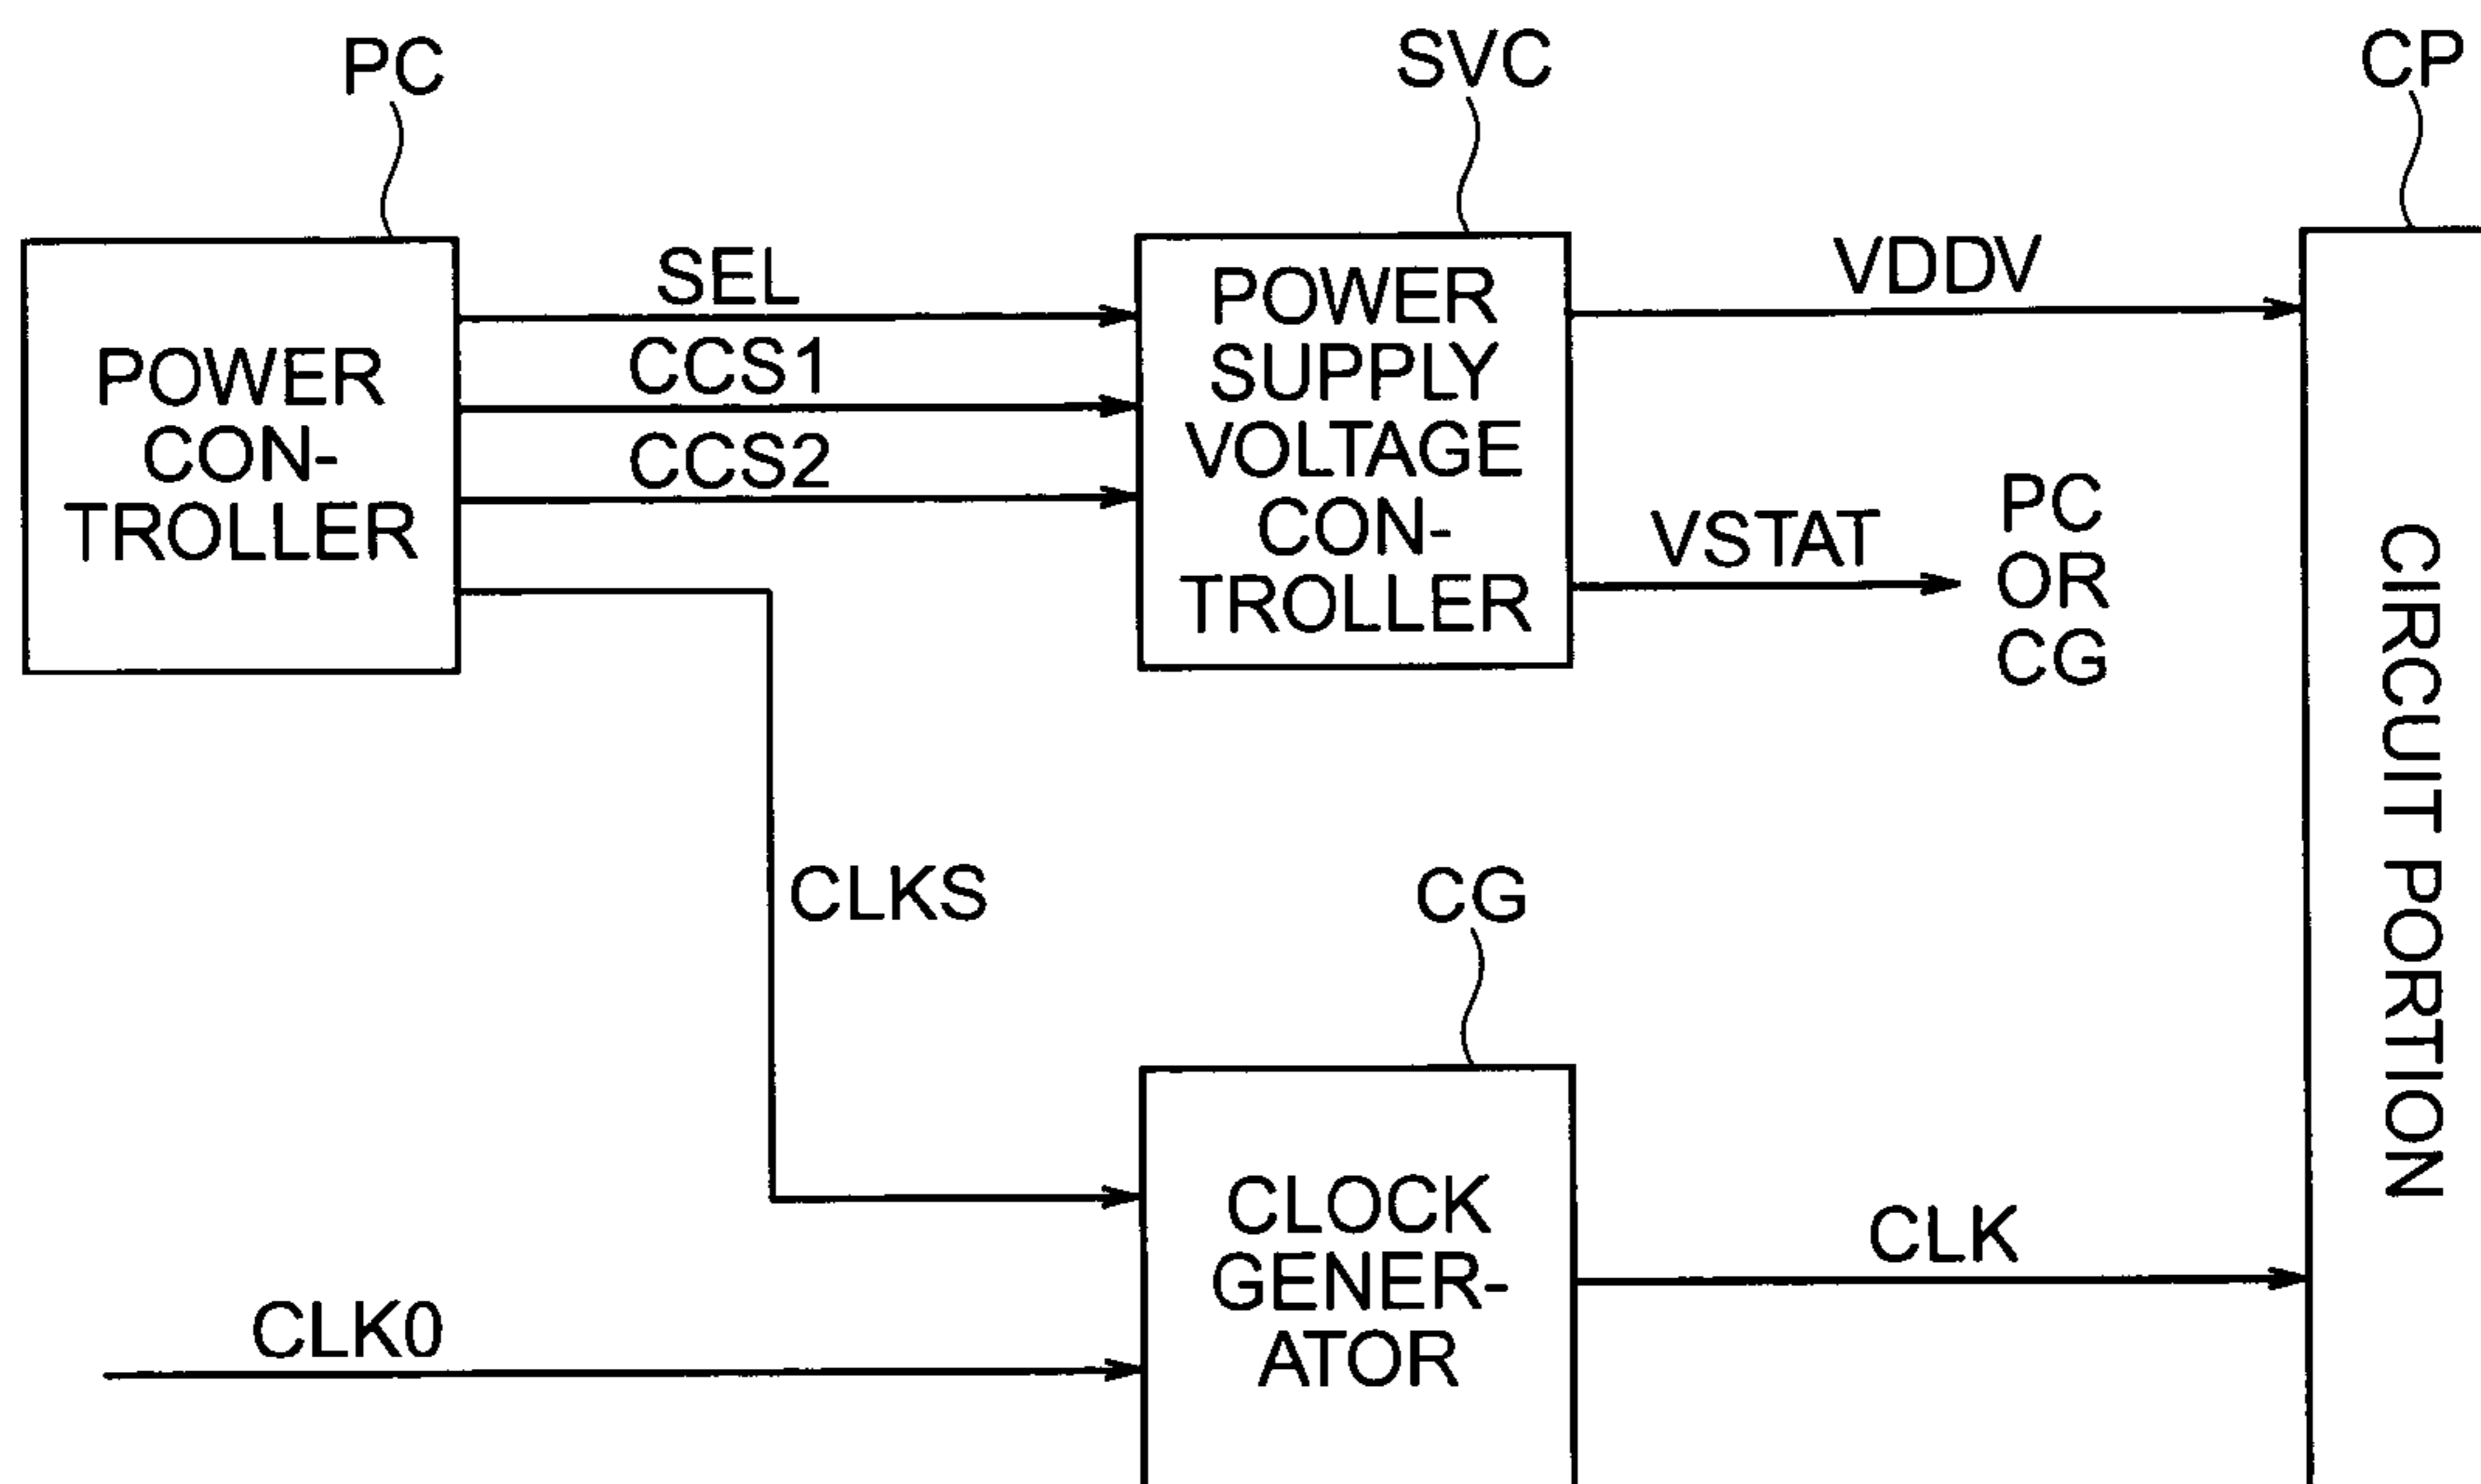 PC
SVC
CP
SEL
CCS1
CCS2
POWER
CON-
TROLLER
POWER
SUPPLY
VOLTAGE
CON-
TROLLER
VDDV
VSTAT
PC
OR
CG
CIRCUIT PORTION
CLKS
CG
CLOCK
GENER-
ATOR
CLK
CLK0